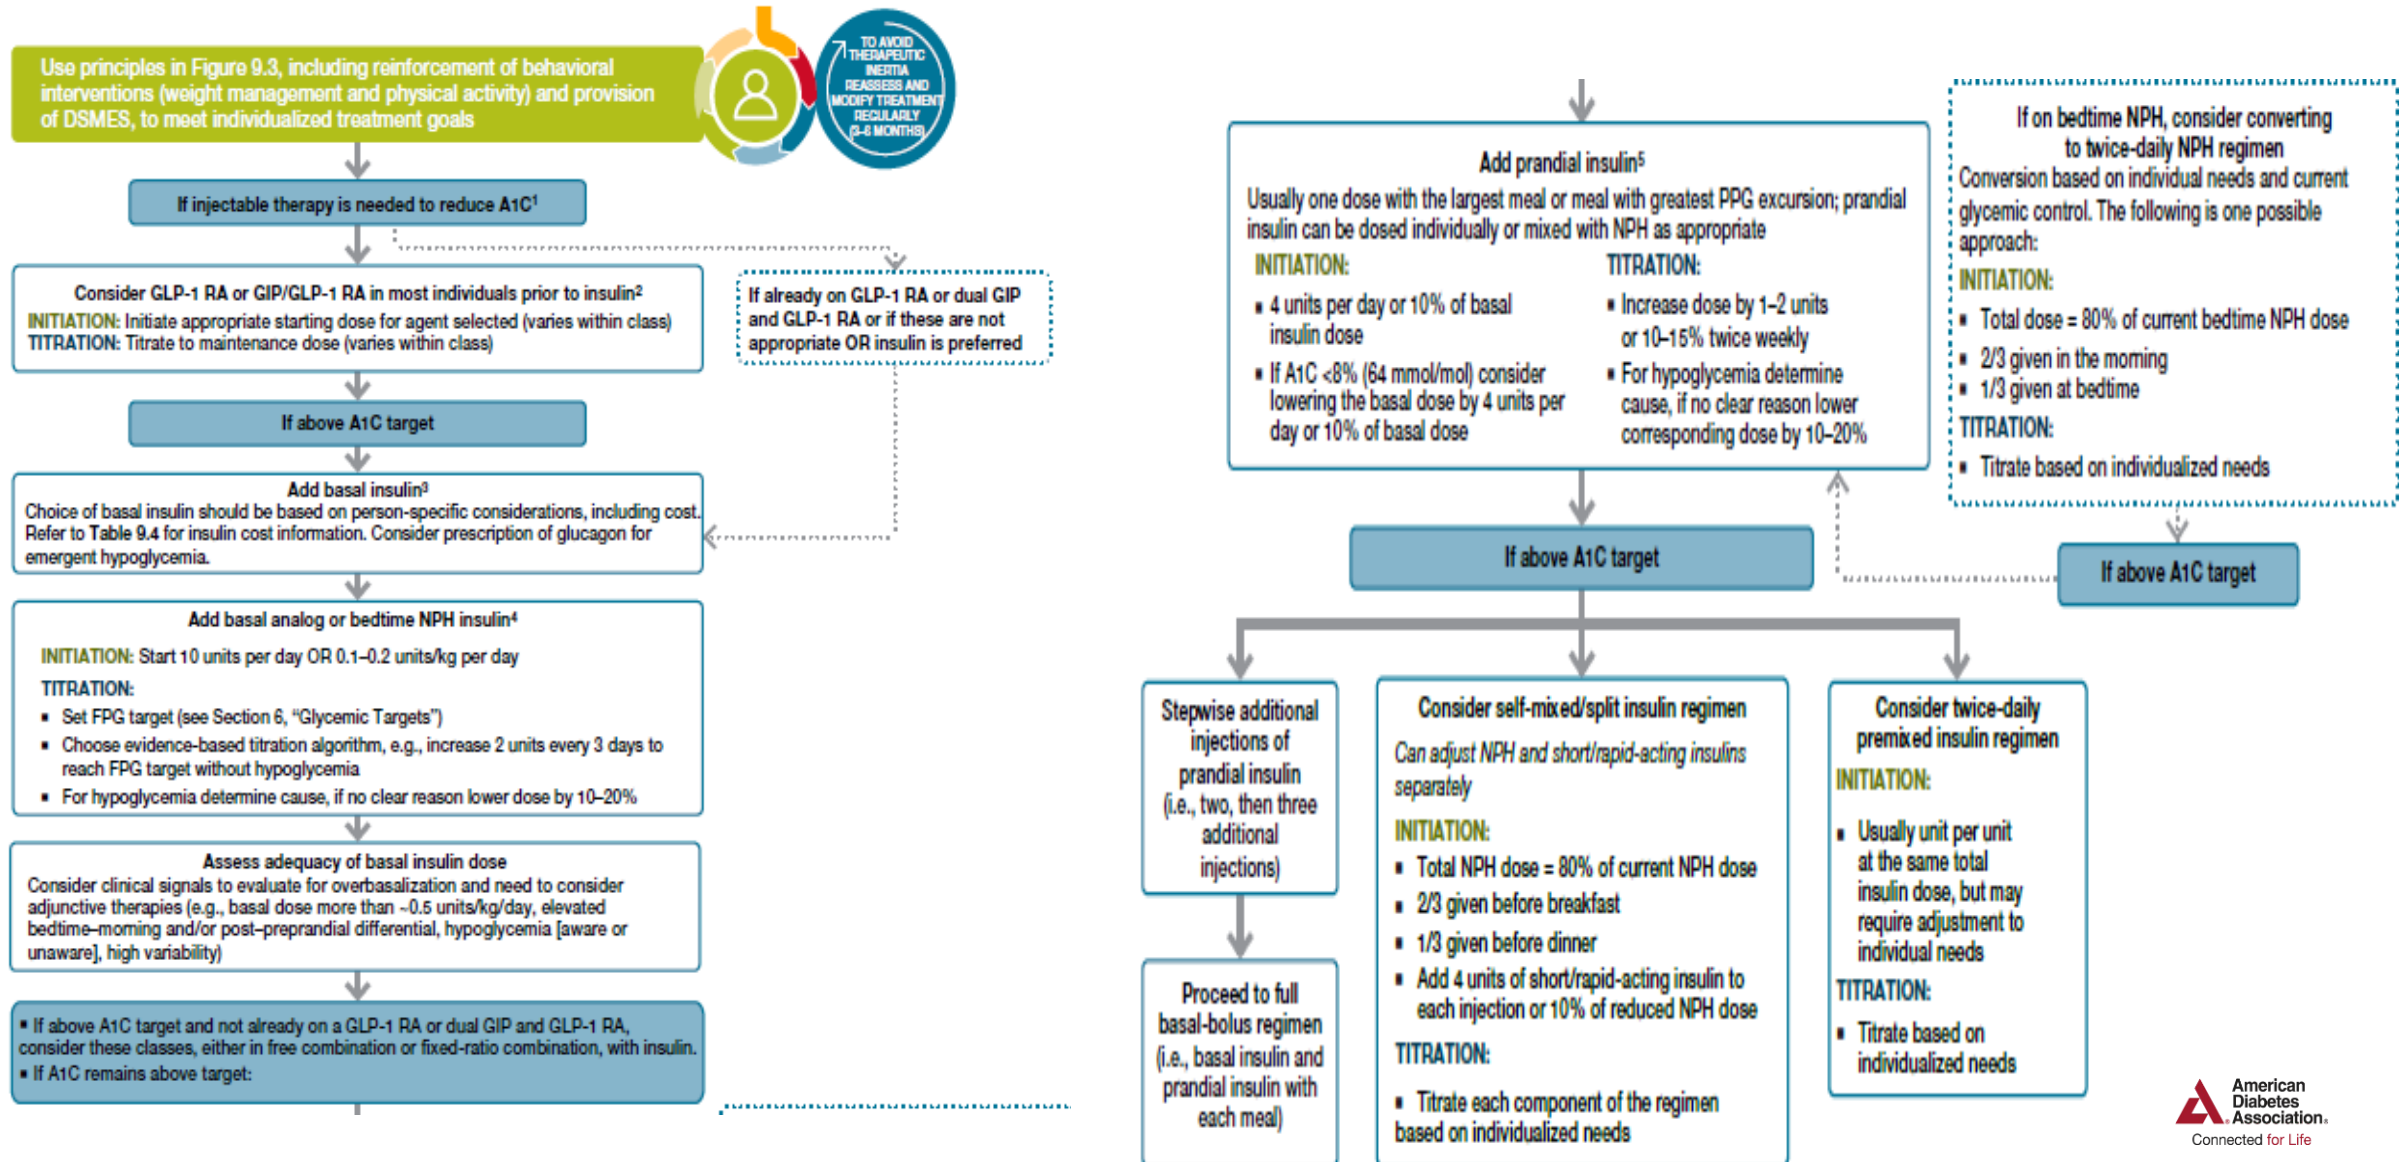 Use principles in Figure 9.3, including reinforcement of behavioral
interventions (weight management and physical activity) and provision
of DSMES, to meet individualized treatment goals
TO AVOID
THERAPEUTIC
INERTIA
REASSESS AND
MODIFY TREATMENT
REGULARLY
(3–6 MONTHS)
If injectable therapy is needed to reduce A1C¹
Consider GLP-1 RA or GIP/GLP-1 RA in most individuals prior to insulin²
INITIATION: Initiate appropriate starting dose for agent selected (varies within class)
TITRATION: Titrate to maintenance dose (varies within class)
If already on GLP-1 RA or dual GIP
and GLP-1 RA or if these are not
appropriate OR insulin is preferred
If above A1C target
Add basal insulin³
Choice of basal insulin should be based on person-specific considerations, including cost.
Refer to Table 9.4 for insulin cost information. Consider prescription of glucagon for
emergent hypoglycemia.
Add basal analog or bedtime NPH insulin⁴
INITIATION: Start 10 units per day OR 0.1–0.2 units/kg per day
TITRATION:
▪ Set FPG target (see Section 6, “Glycemic Targets”)
▪ Choose evidence-based titration algorithm, e.g., increase 2 units every 3 days to
reach FPG target without hypoglycemia
▪ For hypoglycemia determine cause, if no clear reason lower dose by 10–20%
Assess adequacy of basal insulin dose
Consider clinical signals to evaluate for overbasalization and need to consider
adjunctive therapies (e.g., basal dose more than ~0.5 units/kg/day, elevated
bedtime–morning and/or post–preprandial differential, hypoglycemia [aware or
unaware], high variability)
▪ If above A1C target and not already on a GLP-1 RA or dual GIP and GLP-1 RA,
consider these classes, either in free combination or fixed-ratio combination, with insulin.
▪ If A1C remains above target:
Add prandial insulin⁵
Usually one dose with the largest meal or meal with greatest PPG excursion; prandial
insulin can be dosed individually or mixed with NPH as appropriate
INITIATION:
▪ 4 units per day or 10% of basal
insulin dose
▪ If A1C <8% (64 mmol/mol) consider
lowering the basal dose by 4 units per
day or 10% of basal dose
TITRATION:
▪ Increase dose by 1–2 units
or 10–15% twice weekly
▪ For hypoglycemia determine
cause, if no clear reason lower
corresponding dose by 10–20%
If on bedtime NPH, consider converting
to twice-daily NPH regimen
Conversion based on individual needs and current
glycemic control. The following is one possible
approach:
INITIATION:
▪ Total dose = 80% of current bedtime NPH dose
▪ 2/3 given in the morning
▪ 1/3 given at bedtime
TITRATION:
▪ Titrate based on individualized needs
If above A1C target
If above A1C target
Stepwise additional
injections of
prandial insulin
(i.e., two, then three
additional
injections)
Proceed to full
basal-bolus regimen
(i.e., basal insulin and
prandial insulin with
each meal)
Consider self-mixed/split insulin regimen
Can adjust NPH and short/rapid-acting insulins
separately
INITIATION:
▪ Total NPH dose = 80% of current NPH dose
▪ 2/3 given before breakfast
▪ 1/3 given before dinner
▪ Add 4 units of short/rapid-acting insulin to
each injection or 10% of reduced NPH dose
TITRATION:
▪ Titrate each component of the regimen
based on individualized needs
Consider twice-daily
premixed insulin regimen
INITIATION:
▪ Usually unit per unit
at the same total
insulin dose, but may
require adjustment to
individual needs
TITRATION:
▪ Titrate based on
individualized needs
American
Diabetes
Association®
Connected for Life